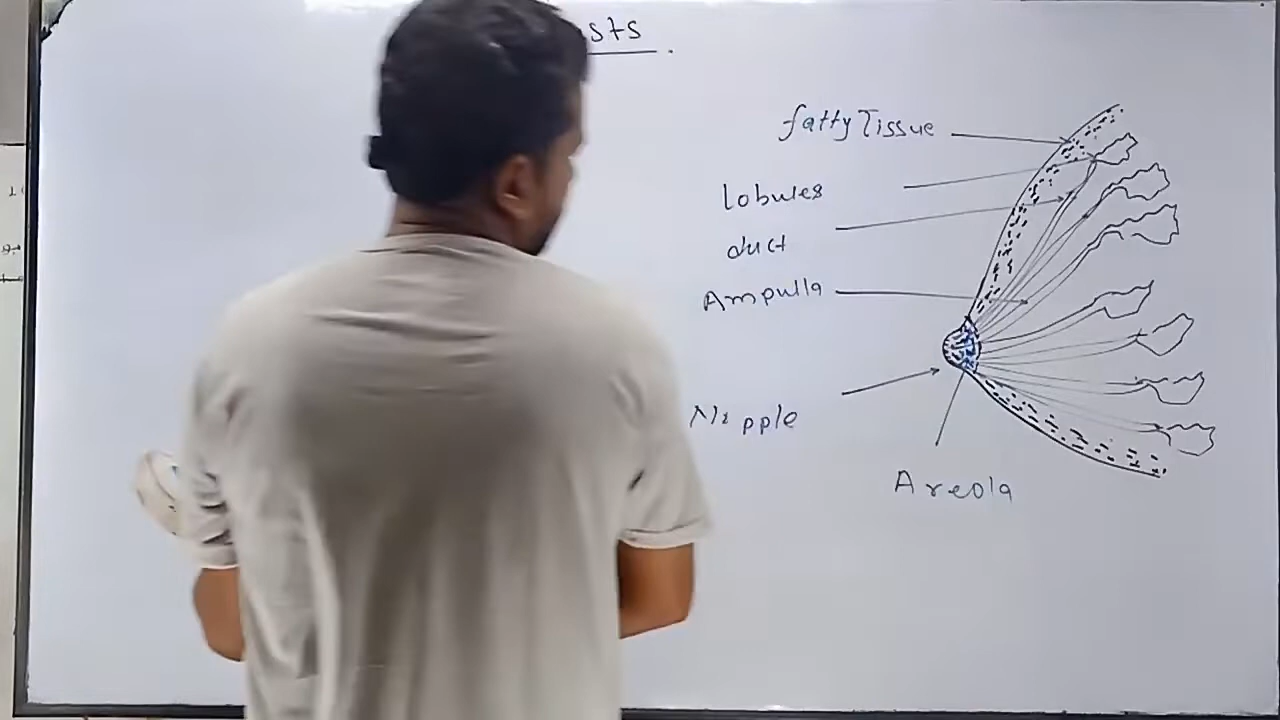 sts
fatty Tissue
lobules
duct
Ampulla
Nipple
Areola